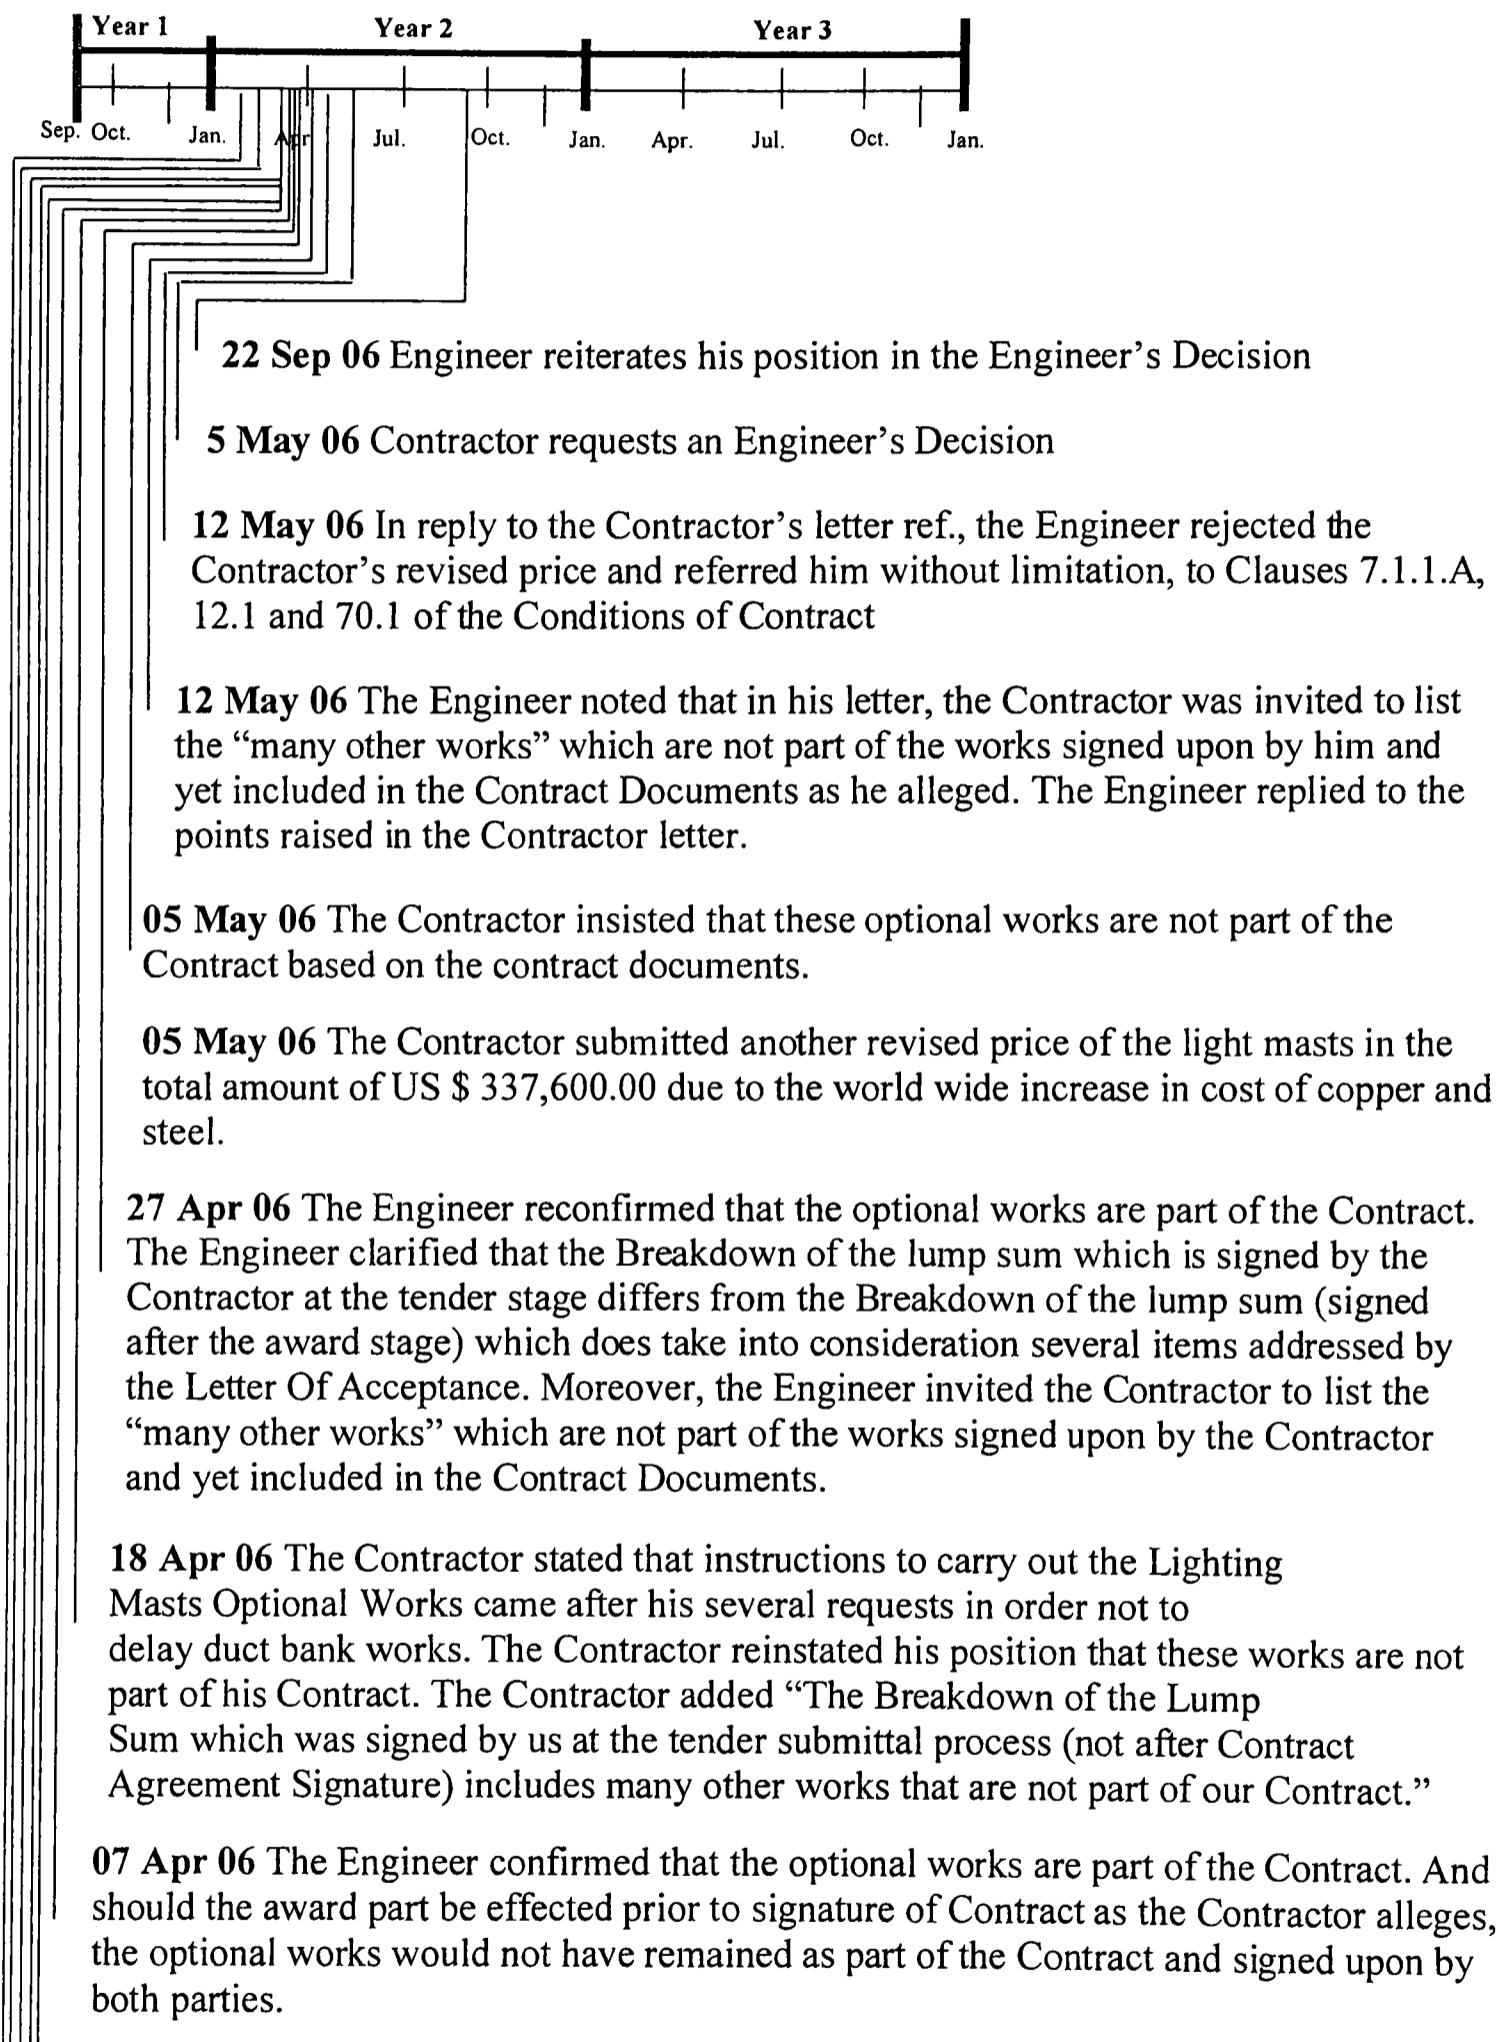 Year 1 Year 2 Year 3
Sep. Oct. Jan. Apr Jul. Oct. Jan. Apr. Jul. Oct. Jan.
22 Sep 06 Engineer reiterates his position in the Engineer’s Decision
5 May 06 Contractor requests an Engineer’s Decision
12 May 06 In reply to the Contractor’s letter ref., the Engineer rejected the
Contractor’s revised price and referred him without limitation, to Clauses 7.1.1.A,
12.1 and 70.1 of the Conditions of Contract
12 May 06 The Engineer noted that in his letter, the Contractor was invited to list
the “many other works” which are not part of the works signed upon by him and
yet included in the Contract Documents as he alleged. The Engineer replied to the
points raised in the Contractor letter.
05 May 06 The Contractor insisted that these optional works are not part of the
Contract based on the contract documents.
05 May 06 The Contractor submitted another revised price of the light masts in the
total amount of US $ 337,600.00 due to the world wide increase in cost of copper and
steel.
27 Apr 06 The Engineer reconfirmed that the optional works are part of the Contract.
The Engineer clarified that the Breakdown of the lump sum which is signed by the
Contractor at the tender stage differs from the Breakdown of the lump sum (signed
after the award stage) which does take into consideration several items addressed by
the Letter Of Acceptance. Moreover, the Engineer invited the Contractor to list the
“many other works” which are not part of the works signed upon by the Contractor
and yet included in the Contract Documents.
18 Apr 06 The Contractor stated that instructions to carry out the Lighting
Masts Optional Works came after his several requests in order not to
delay duct bank works. The Contractor reinstated his position that these works are not
part of his Contract. The Contractor added “The Breakdown of the Lump
Sum which was signed by us at the tender submittal process (not after Contract
Agreement Signature) includes many other works that are not part of our Contract.”
07 Apr 06 The Engineer confirmed that the optional works are part of the Contract. And
should the award part be effected prior to signature of Contract as the Contractor alleges,
the optional works would not have remained as part of the Contract and signed upon by
both parties.